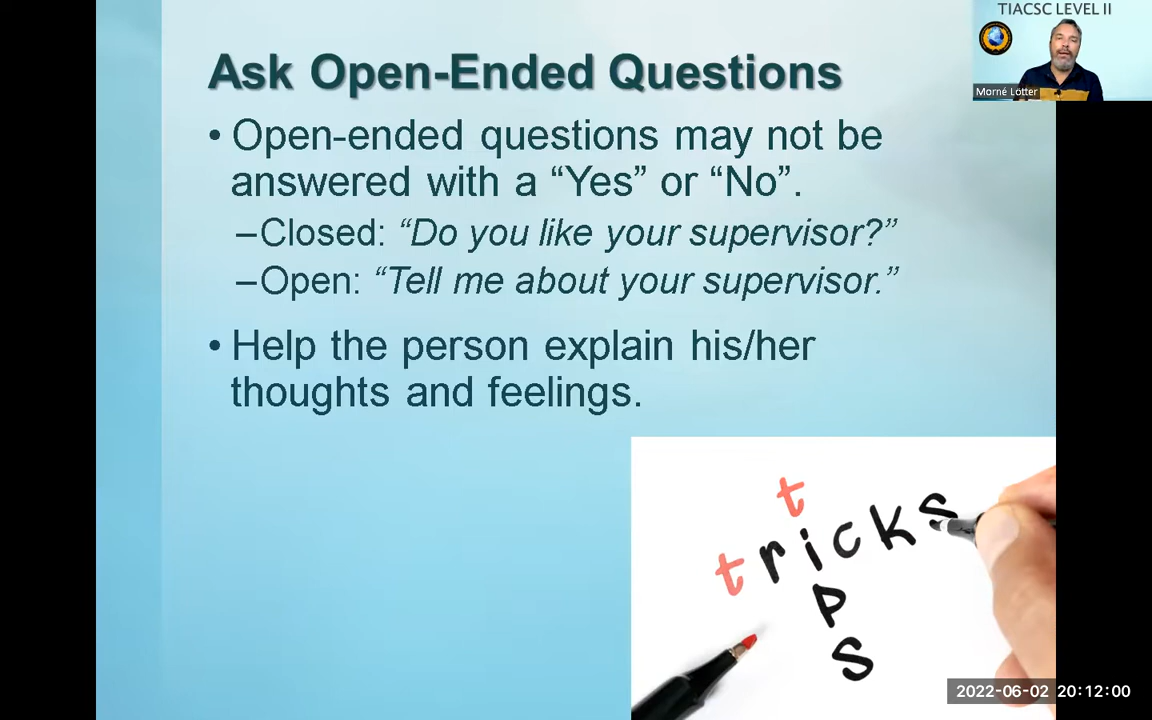 TIACSC LEVEL II
Morné Lotter
Ask Open-Ended Questions
• Open-ended questions may not be
answered with a “Yes” or “No”.
–Closed: “Do you like your supervisor?”
–Open: “Tell me about your supervisor.”
• Help the person explain his/her
thoughts and feelings.
t
tricks
p
s
2022-06-02 20:12:00